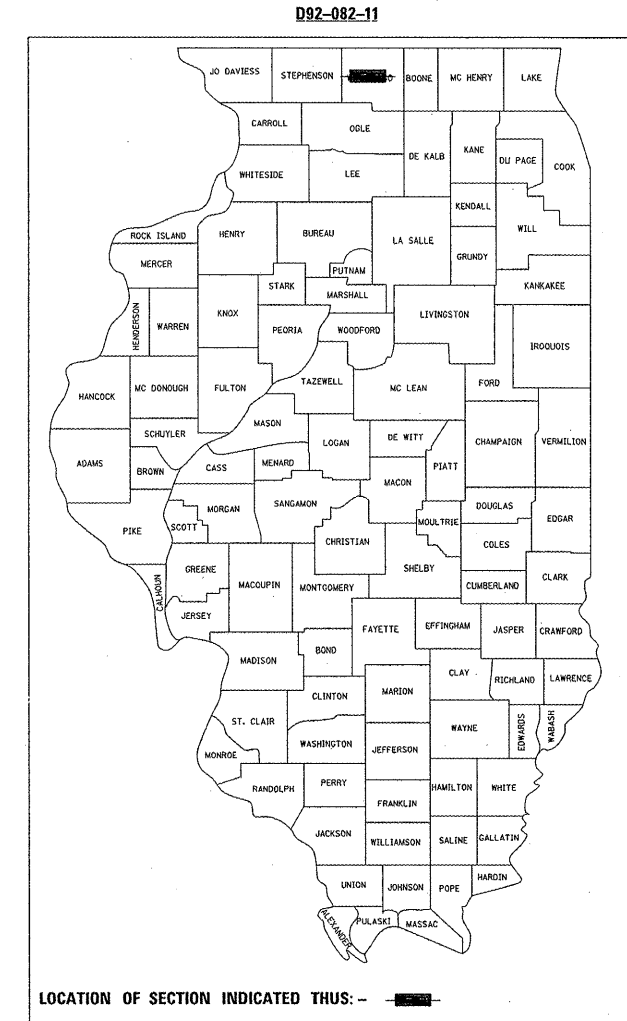 D92-082-11
JO DAVIESS
STEPHENSON
BOONE
MC HENRY
LAKE
CARROLL
OGLE
DE KALB
KANE
DU PAGE
COOK
WHITESIDE
LEE
KENDALL
WILL
ROCK ISLAND
HENRY
BUREAU
LA SALLE
GRUNDY
MERCER
PUTNAM
KANKAKEE
STARK
MARSHALL
HENDERSON
WARREN
KNOX
PEORIA
WOODFORD
LIVINGSTON
IROQUOIS
HANCOCK
MC DONOUGH
FULTON
TAZEWELL
MC LEAN
FORD
MASON
SCHUYLER
LOGAN
DE WITT
CHAMPAIGN
VERMILION
ADAMS
BROWN
CASS
MENARD
PIATT
MACON
MORGAN
SANGAMON
DOUGLAS
EDGAR
PIKE
SCOTT
MOULTRIE
CHRISTIAN
COLES
GREENE
MACOUPIN
SHELBY
CALHOUN
MONTGOMERY
CUMBERLAND
CLARK
JERSEY
FAYETTE
EFFINGHAM
JASPER
CRAWFORD
MADISON
BOND
CLAY
RICHLAND
LAWRENCE
CLINTON
MARION
ST. CLAIR
WAYNE
EDWARDS
WABASH
WASHINGTON
JEFFERSON
MONROE
RANDOLPH
PERRY
HAMILTON
WHITE
FRANKLIN
JACKSON
WILLIAMSON
SALINE
GALLATIN
UNION
JOHNSON
POPE
HARDIN
ALEXANDER
PULASKI
MASSAC
LOCATION OF SECTION INDICATED THUS: -